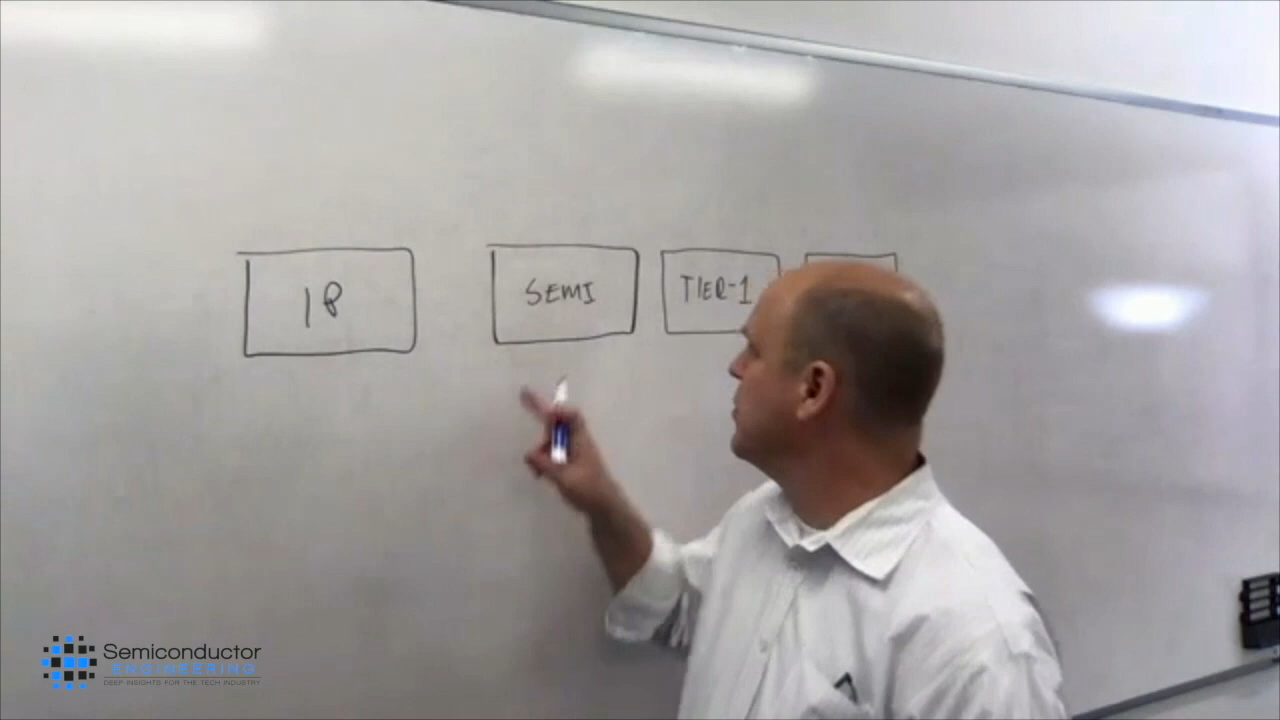 IP
SEMI
TIER-1
Semiconductor
ENGINEERING
DEEP INSIGHTS FOR THE TECH INDUSTRY